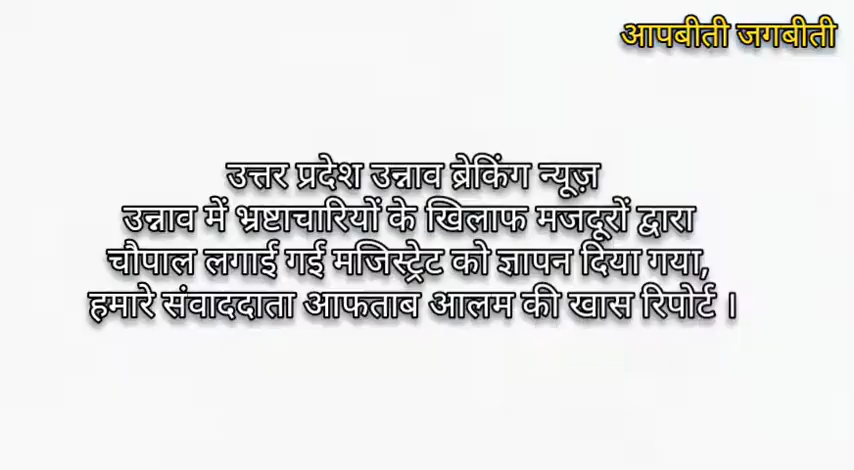 आपबीती जगबीती
उत्तर प्रदेश उन्नाव ब्रेकिंग न्यूज़
उन्नाव में भ्रष्टाचारियों के खिलाफ मजदूरों द्वारा
चौपाल लगाई गई मजिस्ट्रेट को ज्ञापन दिया गया,
हमारे संवाददाता आफताब आलम की खास रिपोर्ट ।